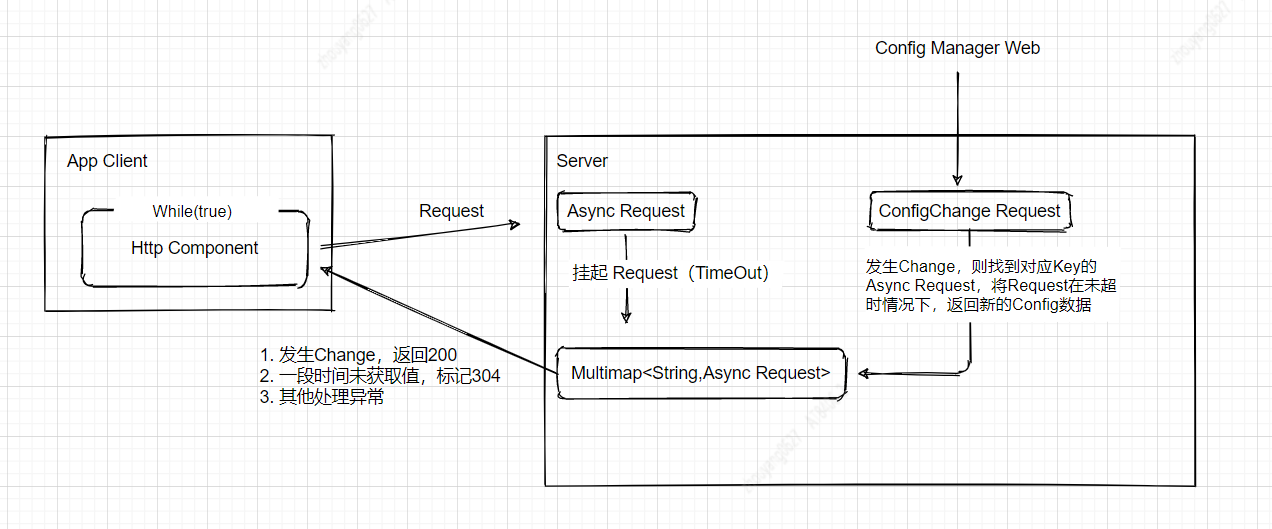 Config Manager Web
App Client
While(true)
Http Component
Request
Server
Async Request
挂起 Request（TimeOut）
Multimap<String,Async Request>
ConfigChange Request
发生Change，则找到对应Key的
Async Request，将Request在未超
时情况下，返回新的Config数据
1. 发生Change，返回200
2. 一段时间未获取值，标记304
3. 其他处理异常